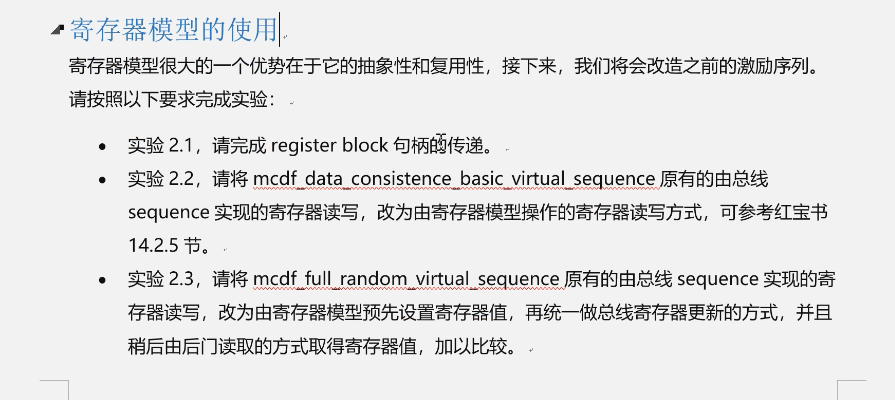 寄存器模型的使用
寄存器模型很大的一个优势在于它的抽象性和复用性，接下来，我们将会改造之前的激励序列。
请按照以下要求完成实验：
• 实验 2.1，请完成 register block 句柄的传递。
• 实验 2.2，请将 mcdf_data_consistence_basic_virtual_sequence 原有的由总线
sequence 实现的寄存器读写，改为由寄存器模型操作的寄存器读写方式，可参考红宝书
14.2.5 节。
• 实验 2.3，请将 mcdf_full_random_virtual_sequence 原有的由总线 sequence 实现的寄
存器读写，改为由寄存器模型预先设置寄存器值，再统一做总线寄存器更新的方式，并且
稍后由后门读取的方式取得寄存器值，加以比较。